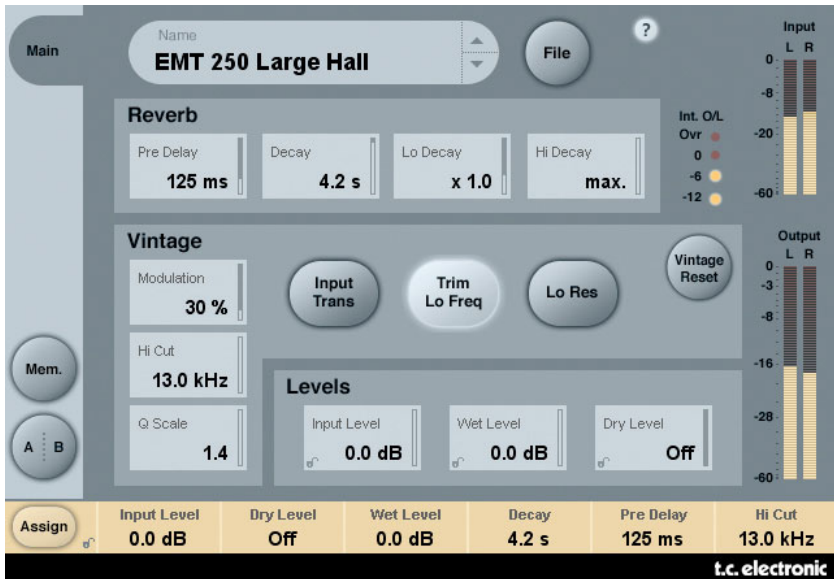 Main
Name
EMT 250 Large Hall
File
?
Input
L R
0
-8
-20
-60
Int. O/L
Ovr
0
-6
-12
Reverb
Pre Delay
125 ms
Decay
4.2 s
Lo Decay
x 1.0
Hi Decay
max.
Vintage
Modulation
30 %
Input
Trans
Trim
Lo Freq
Lo Res
Vintage
Reset
Hi Cut
13.0 kHz
Q Scale
1.4
Output
L R
0
-3
-8
-16
-28
-60
Mem.
A B
Levels
Input Level
0.0 dB
Wet Level
0.0 dB
Dry Level
Off
Assign
Input Level
0.0 dB
Dry Level
Off
Wet Level
0.0 dB
Decay
4.2 s
Pre Delay
125 ms
Hi Cut
13.0 kHz
t.c. electronic